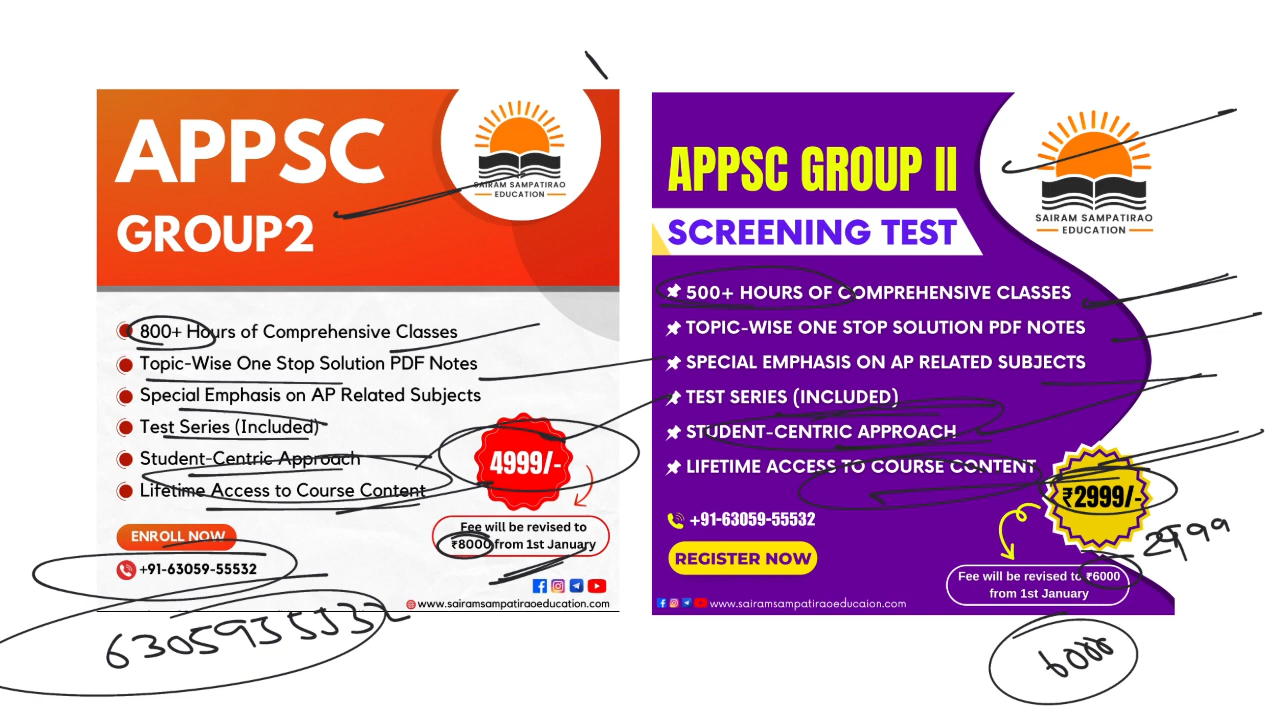 APPSC
GROUP2
SAIRAM SAMPATIRAO
EDUCATION
800+ Hours of Comprehensive Classes
Topic-Wise One Stop Solution PDF Notes
Special Emphasis on AP Related Subjects
Test Series (Included)
Student-Centric Approach
Lifetime Access to Course Content
4999/-
Fee will be revised to
₹8000 from 1st January
ENROLL NOW
+91-63059-55532
www.sairamsampatiraoeducation.com
APPSC GROUP II
SCREENING TEST
SAIRAM SAMPATIRAO
EDUCATION
500+ HOURS OF COMPREHENSIVE CLASSES
TOPIC-WISE ONE STOP SOLUTION PDF NOTES
SPECIAL EMPHASIS ON AP RELATED SUBJECTS
TEST SERIES (INCLUDED)
STUDENT-CENTRIC APPROACH
LIFETIME ACCESS TO COURSE CONTENT
₹2999/-
2999
+91-63059-55532
REGISTER NOW
Fee will be revised to ₹6000
from 1st January
www.sairamsampatiraoeducaion.com
6000